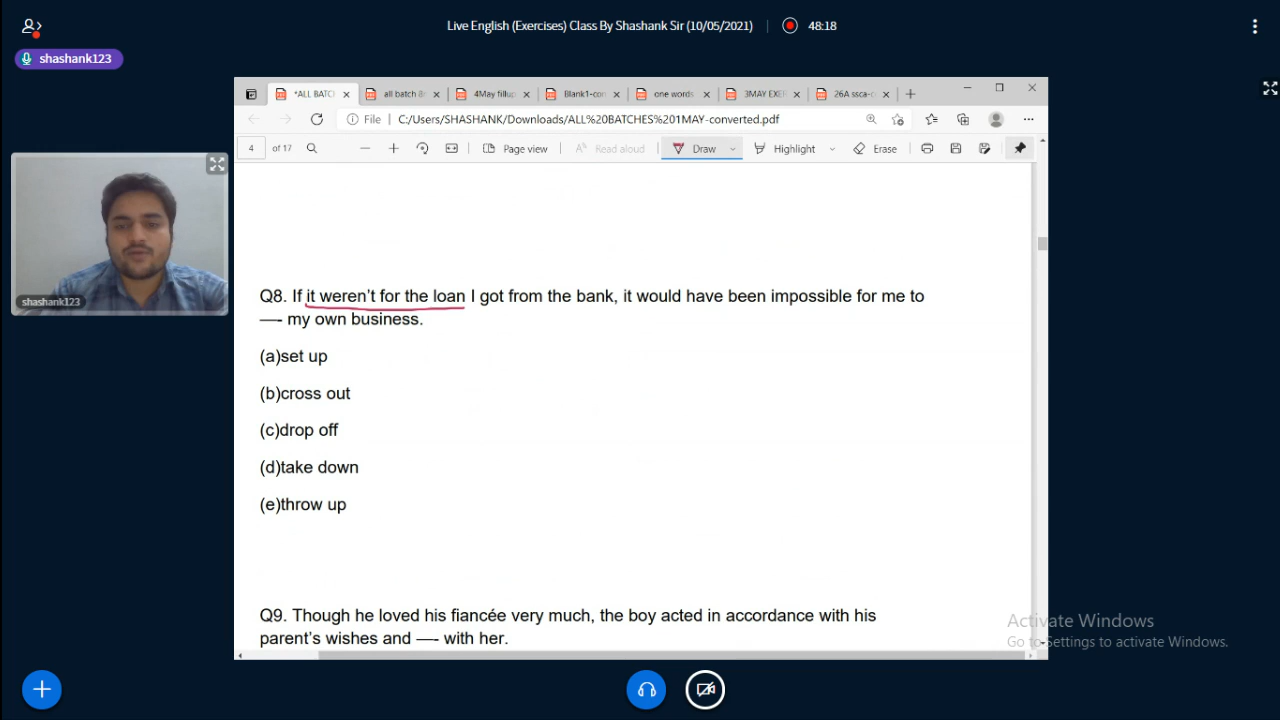 Live English (Exercises) Class By Shashank Sir (10/05/2021)
48:18
shashank123
*ALL BATC
all batch 8
4May fillup
Blank1-con
one words
3MAY EXER
26A ssca-c
File
C:/Users/SHASHANK/Downloads/ALL%20BATCHES%201MAY-converted.pdf
4 of 17
Page view
Read aloud
Draw
Highlight
Erase
shashank123
Q8. If it weren't for the loan I got from the bank, it would have been impossible for me to
—- my own business.
(a)set up
(b)cross out
(c)drop off
(d)take down
(e)throw up
Q9. Though he loved his fiancée very much, the boy acted in accordance with his
parent's wishes and —- with her.
Activate Windows
Go to Settings to activate Windows.